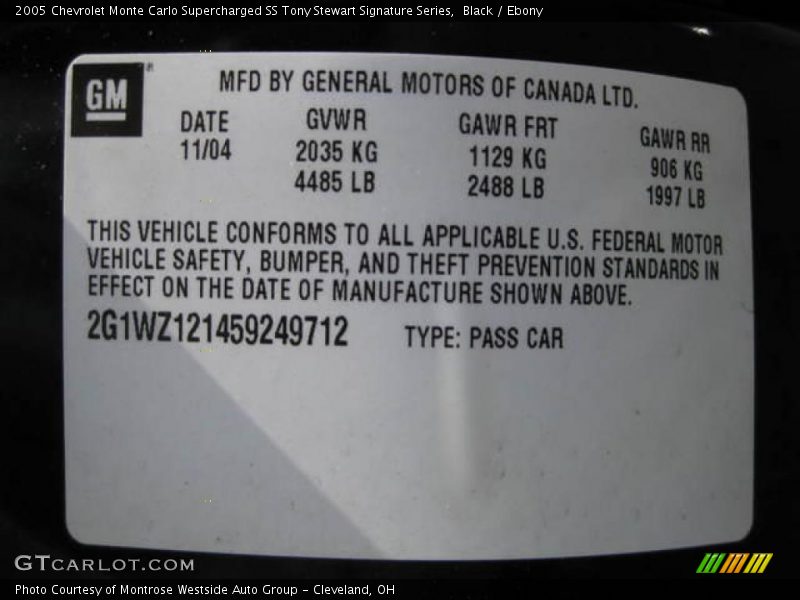 2005 Chevrolet Monte Carlo Supercharged SS Tony Stewart Signature Series, Black / Ebony
GM
MFD BY GENERAL MOTORS OF CANADA LTD.
DATE GVWR GAWR FRT GAWR RR
11/04 2035 KG 1129 KG 906 KG
4485 LB 2488 LB 1997 LB
THIS VEHICLE CONFORMS TO ALL APPLICABLE U.S. FEDERAL MOTOR
VEHICLE SAFETY, BUMPER, AND THEFT PREVENTION STANDARDS IN
EFFECT ON THE DATE OF MANUFACTURE SHOWN ABOVE.
2G1WZ121459249712 TYPE: PASS CAR
GTCARLOT.COM
Photo Courtesy of Montrose Westside Auto Group - Cleveland, OH